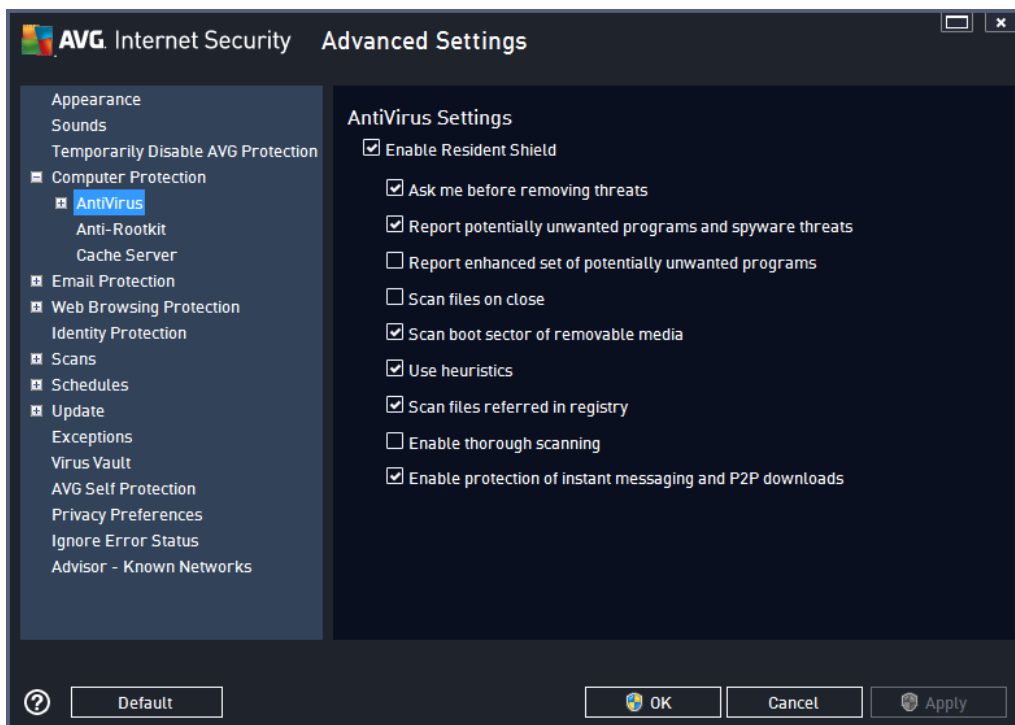 AVG. Internet Security Advanced Settings
Appearance
Sounds
Temporarily Disable AVG Protection
Computer Protection
AntiVirus
Anti-Rootkit
Cache Server
Email Protection
Web Browsing Protection
Identity Protection
Scans
Schedules
Update
Exceptions
Virus Vault
AVG Self Protection
Privacy Preferences
Ignore Error Status
Advisor - Known Networks
AntiVirus Settings
Enable Resident Shield
Ask me before removing threats
Report potentially unwanted programs and spyware threats
Report enhanced set of potentially unwanted programs
Scan files on close
Scan boot sector of removable media
Use heuristics
Scan files referred in registry
Enable thorough scanning
Enable protection of instant messaging and P2P downloads
? Default OK Cancel Apply